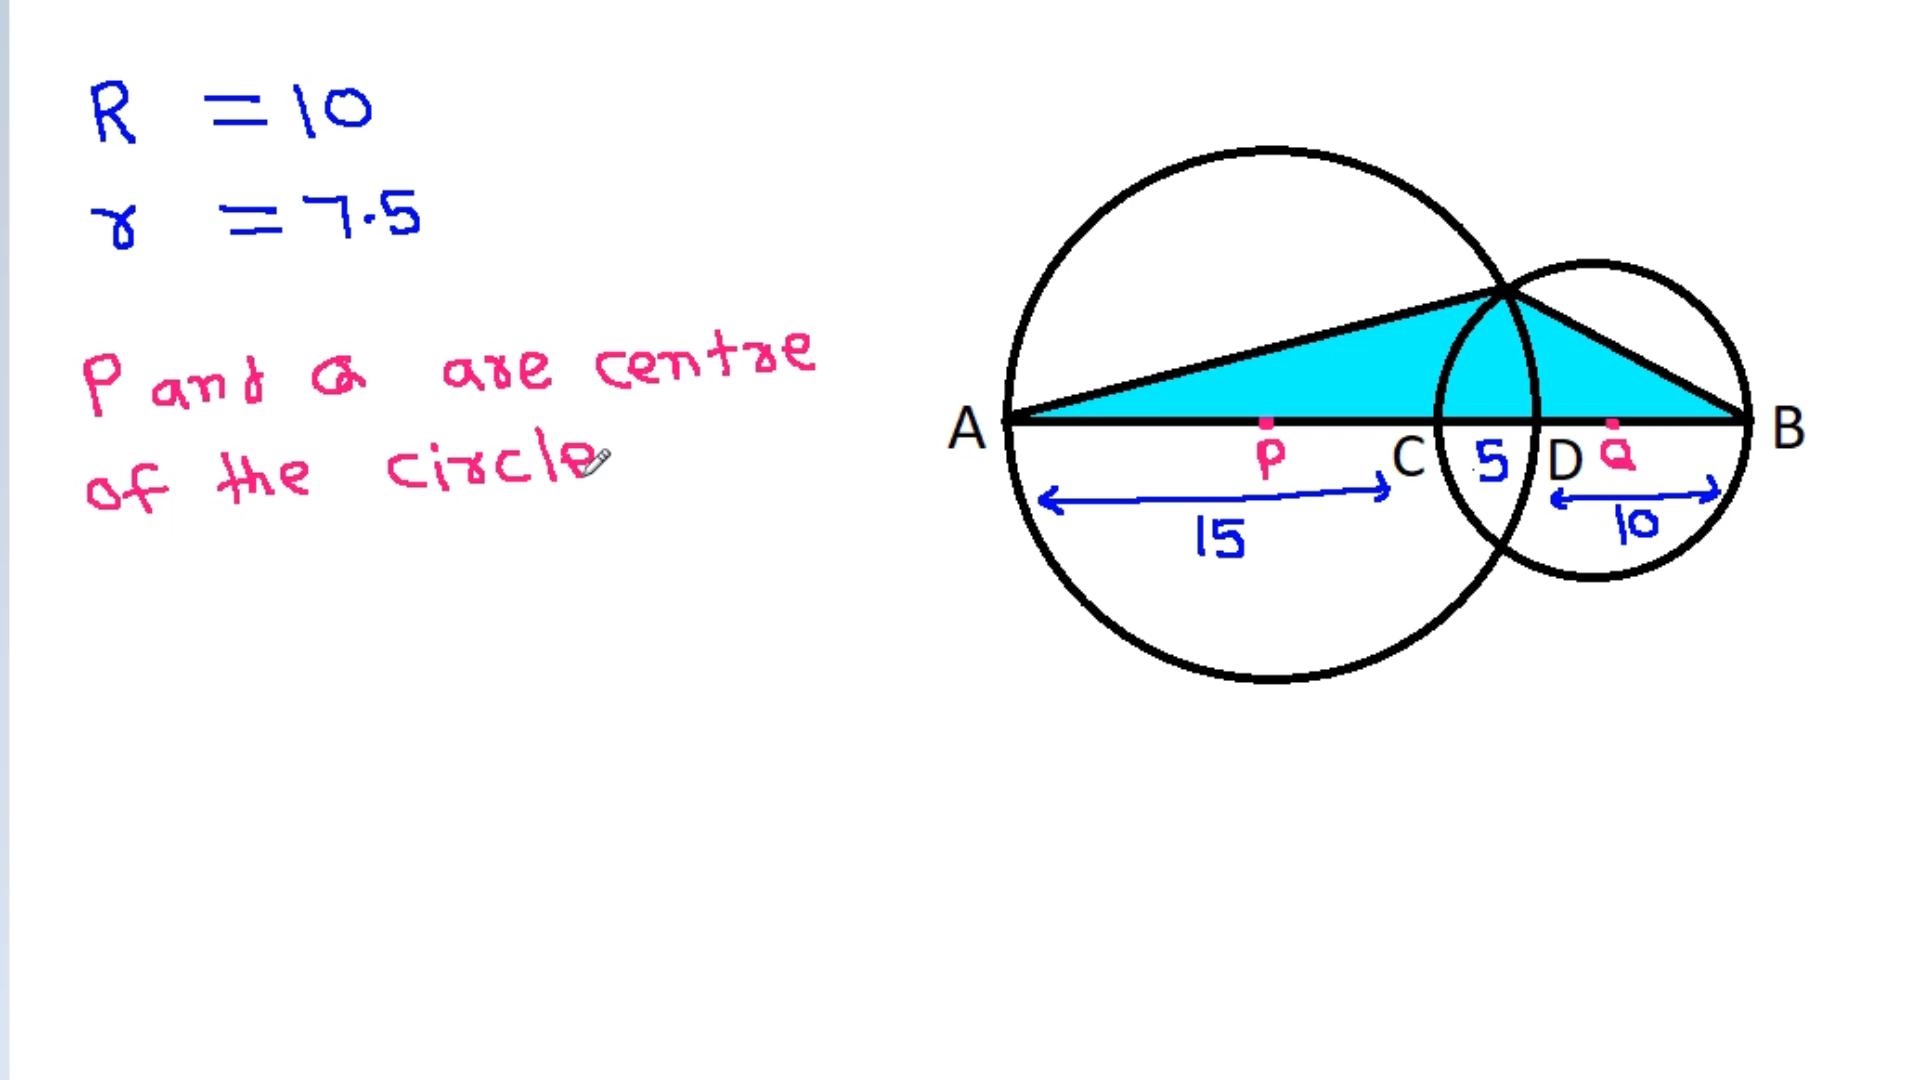 R = 10
r = 7.5
P and Q are centre
of the circle
A P C 5 D Q B
15 10